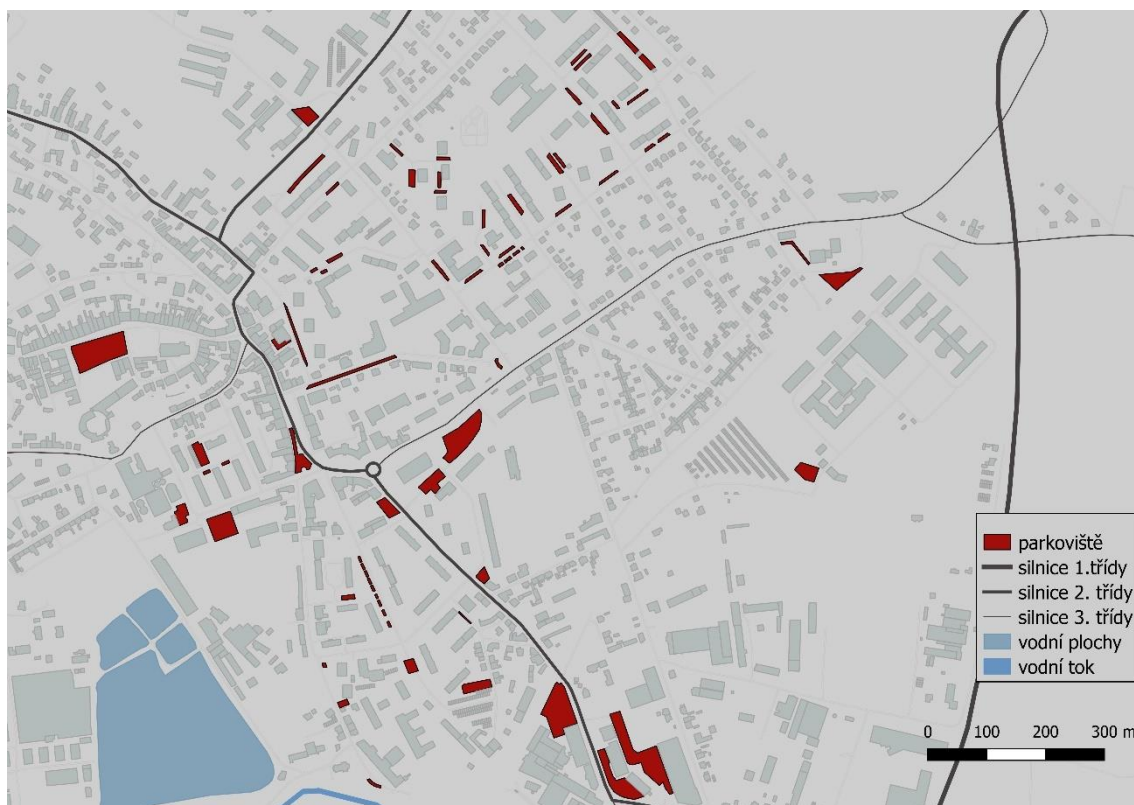 parkoviště
silnice 1.třídy
silnice 2. třídy
silnice 3. třídy
vodní plochy
vodní tok
0 100 200 300 m